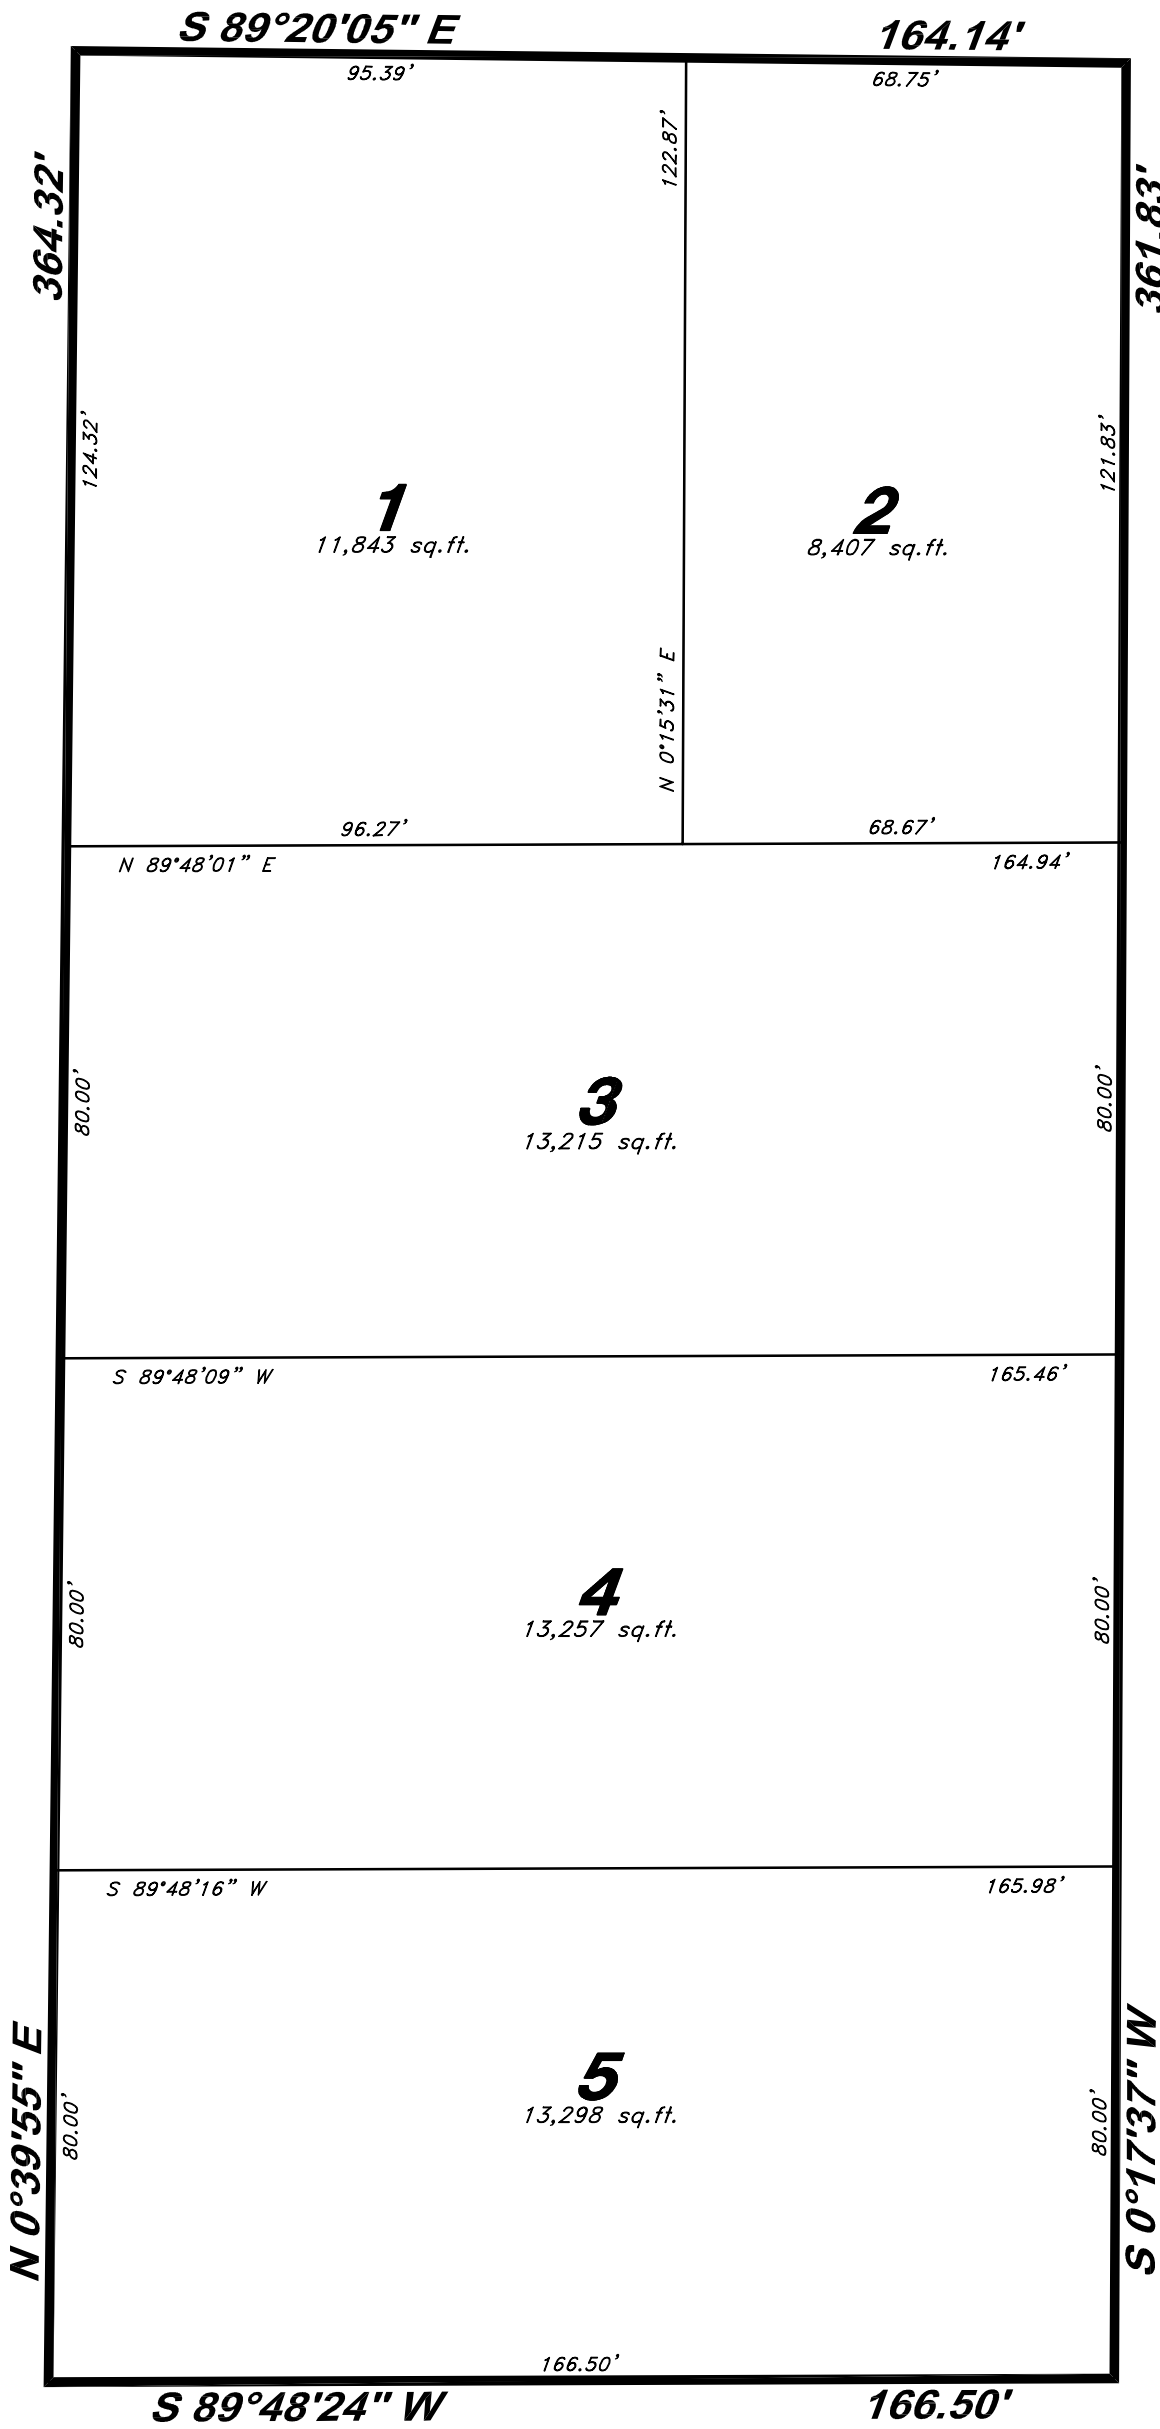 S 89°20'05" E
164.14'
95.39'
68.75'
364.32'
122.87'
361.83'
124.32'
121.83'
1
11,843 sq.ft.
2
8,407 sq.ft.
N 0°15'31" E
96.27'
68.67'
N 89°48'01" E
164.94'
80.00'
3
13,215 sq.ft.
80.00'
S 89°48'09" W
165.46'
80.00'
4
13,257 sq.ft.
80.00'
S 89°48'16" W
165.98'
N 0°39'55" E
80.00'
5
13,298 sq.ft.
80.00'
S 0°17'37" W
166.50'
S 89°48'24" W
166.50'